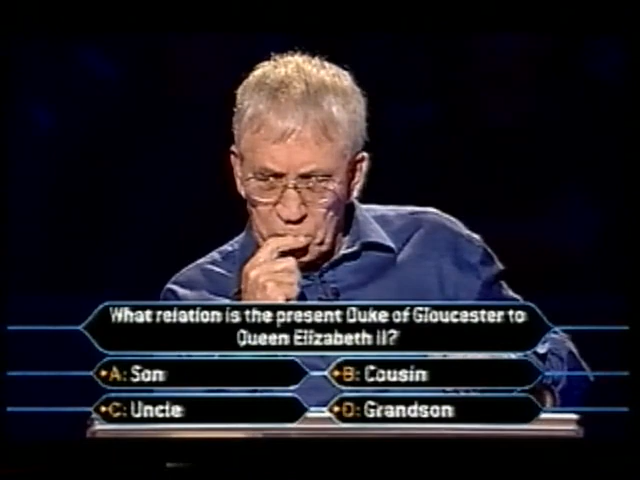 What relation is the present Duke of Gloucester to
Queen Elizabeth II?
A: Son
B: Cousin
C: Uncle
D: Grandson